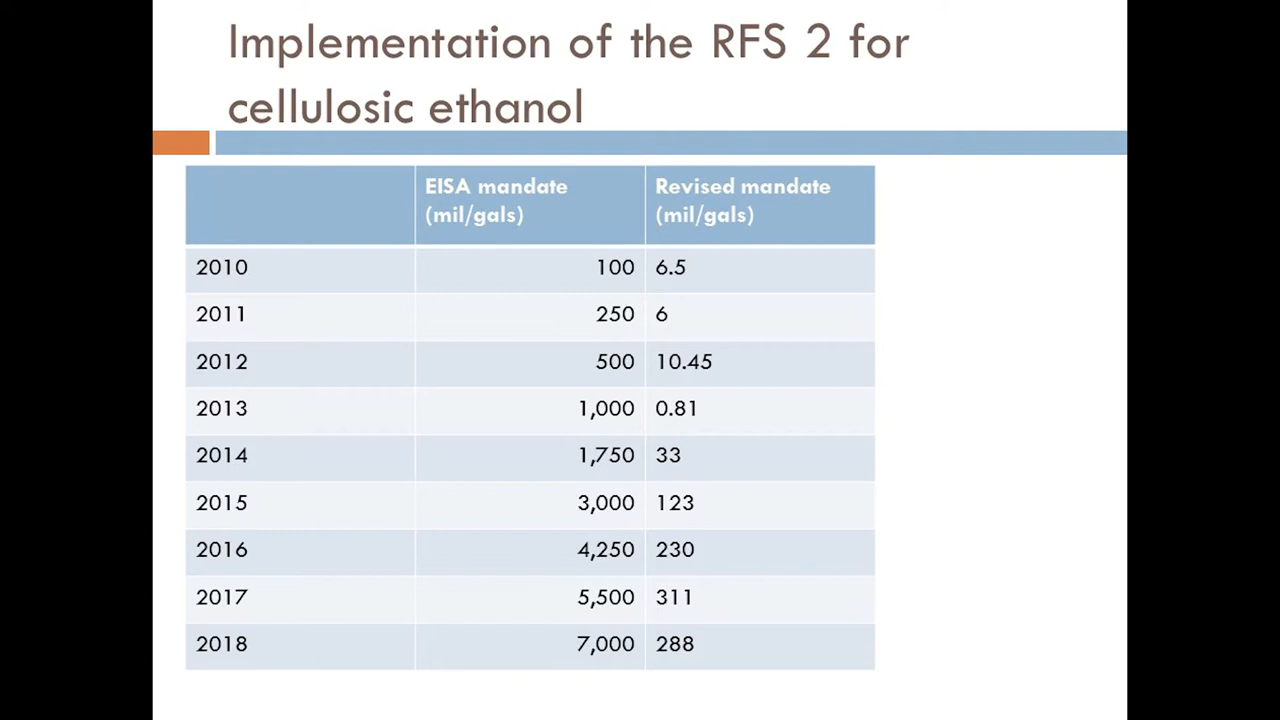 Implementation of the RFS 2 for
cellulosic ethanol
EISA mandate Revised mandate
(mil/gals) (mil/gals)
2010 100 6.5
2011 250 6
2012 500 10.45
2013 1,000 0.81
2014 1,750 33
2015 3,000 123
2016 4,250 230
2017 5,500 311
2018 7,000 288